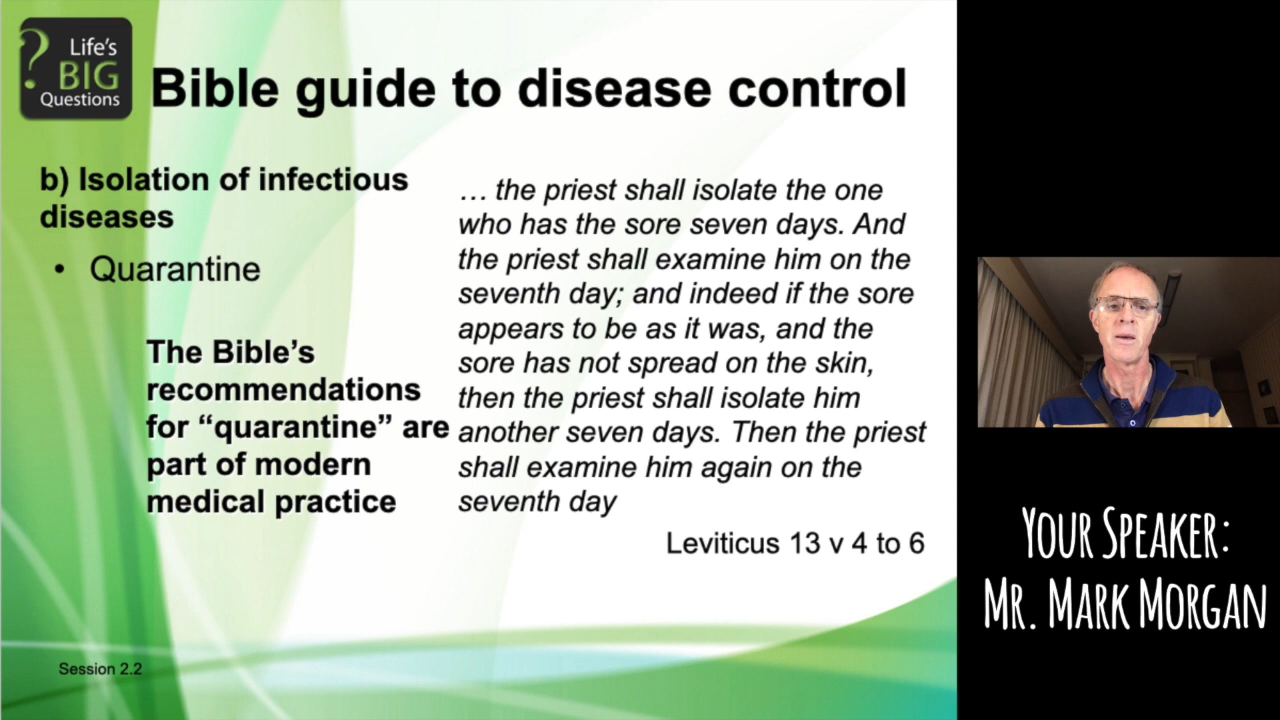 ?
Life's
BIG
Questions
Bible guide to disease control
b) Isolation of infectious
diseases
• Quarantine
The Bible’s
recommendations
for “quarantine” are
part of modern
medical practice
… the priest shall isolate the one
who has the sore seven days. And
the priest shall examine him on the
seventh day; and indeed if the sore
appears to be as it was, and the
sore has not spread on the skin,
then the priest shall isolate him
another seven days. Then the priest
shall examine him again on the
seventh day
Leviticus 13 v 4 to 6
Session 2.2
YOUR SPEAKER:
MR. MARK MORGAN